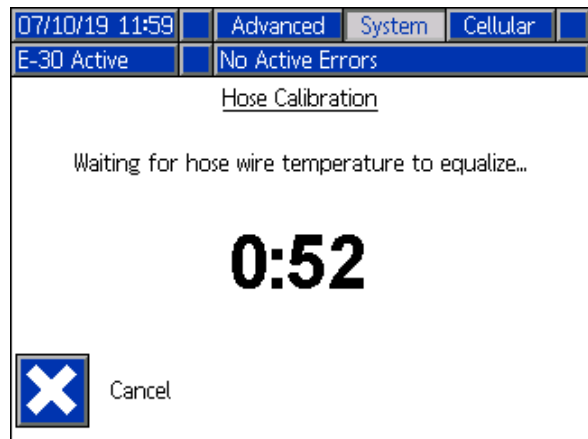 07/10/19 11:59 Advanced System Cellular
E-30 Active No Active Errors
Hose Calibration
Waiting for hose wire temperature to equalize...
0:52
Cancel